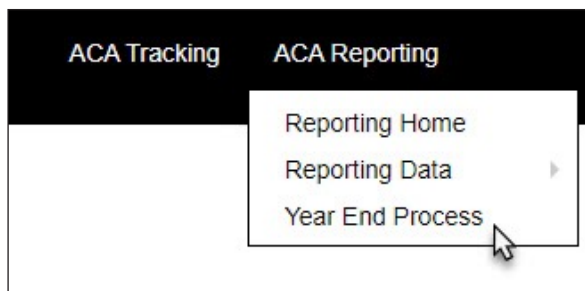 ACA Tracking ACA Reporting
Reporting Home
Reporting Data
Year End Process